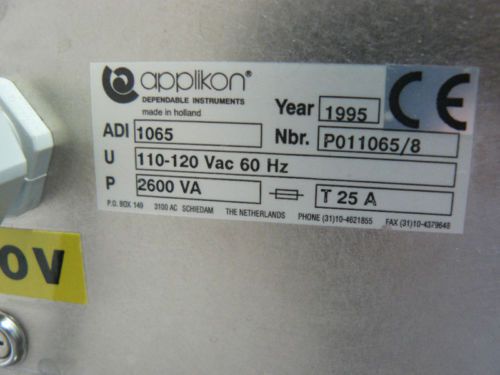 applikon®
DEPENDABLE INSTRUMENTS
made in holland
Year 1995 CE
ADI 1065 Nbr. P011065/8
U 110-120 Vac 60 Hz
P 2600 VA T 25 A
P.O. BOX 149 3100 AC SCHIEDAM THE NETHERLANDS PHONE (31)10-4621855 FAX (31)10-4379648
0V